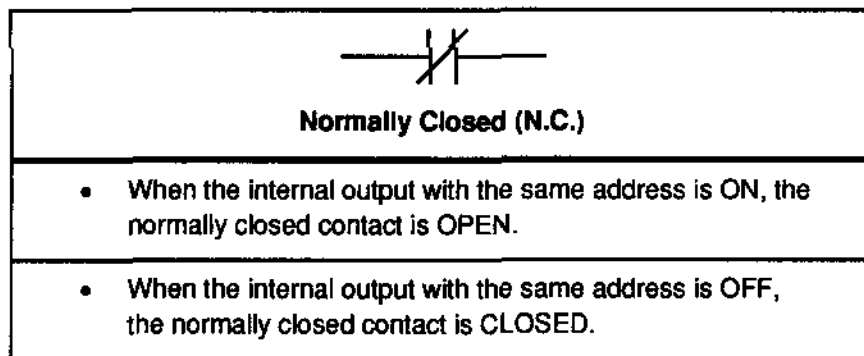 Normally Closed (N.C.)
• When the internal output with the same address is ON, the
normally closed contact is OPEN.
• When the internal output with the same address is OFF,
the normally closed contact is CLOSED.